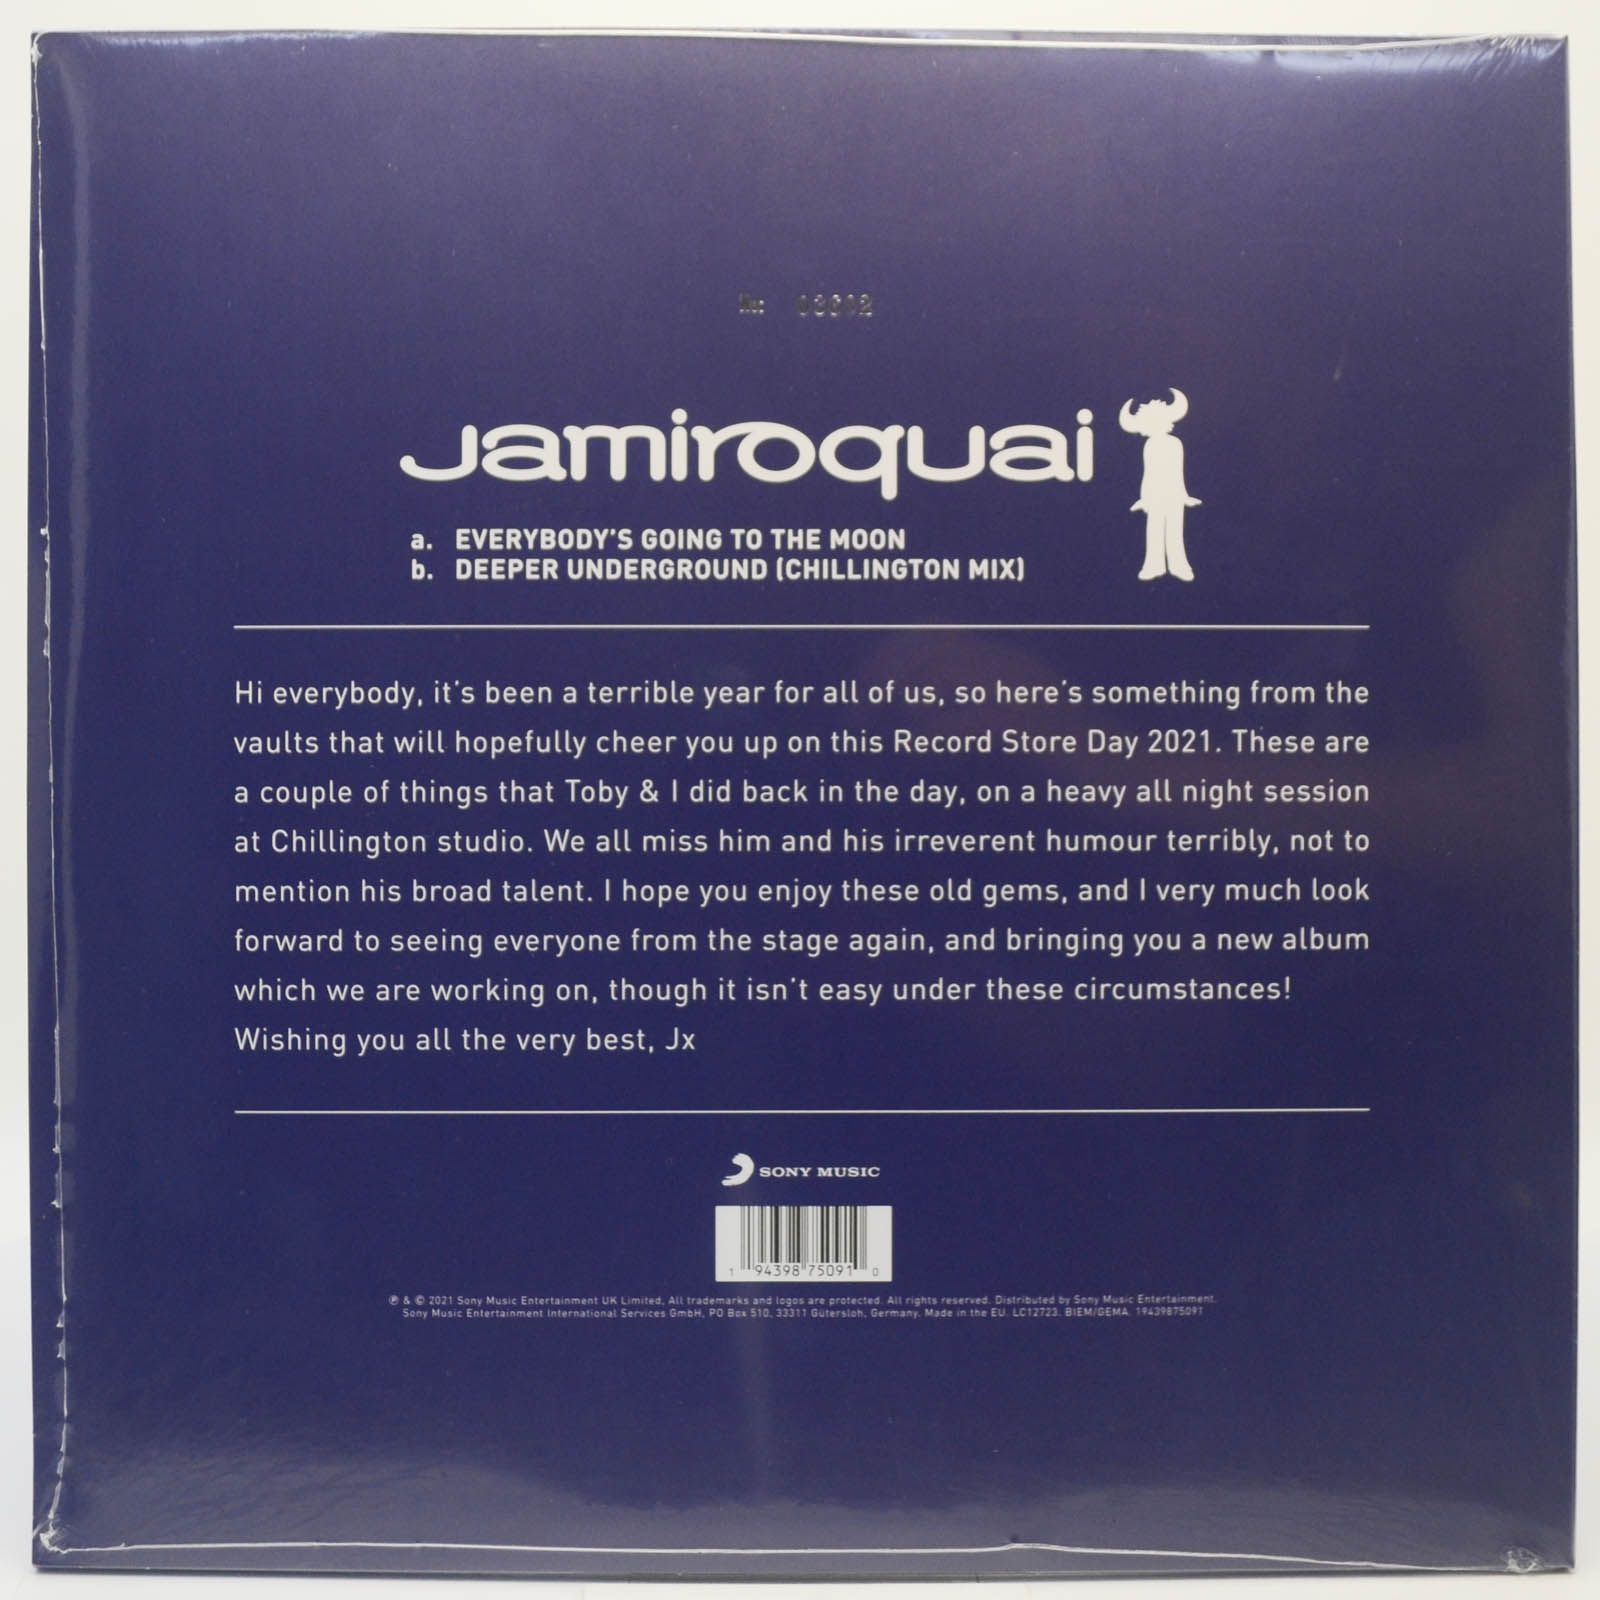 jamiroquai
a. EVERYBODY'S GOING TO THE MOON
b. DEEPER UNDERGROUND (CHILLINGTON MIX)
Hi everybody, it's been a terrible year for all of us, so here's something from the
vaults that will hopefully cheer you up on this Record Store Day 2021. These are
a couple of things that Toby & I did back in the day, on a heavy all night session
at Chillington studio. We all miss him and his irreverent humour terribly, not to
mention his broad talent. I hope you enjoy these old gems, and I very much look
forward to seeing everyone from the stage again, and bringing you a new album
which we are working on, though it isn't easy under these circumstances!
Wishing you all the very best, Jx
SONY MUSIC
1 94398 75091 0
℗ & © 2021 Sony Music Entertainment UK Limited, All trademarks and logos are protected. All rights reserved. Distributed by Sony Music Entertainment.
Sony Music Entertainment International Services GmbH, PO Box 510, 33311 Gütersloh, Germany. Made in the EU. LC12723. BIEM/GEMA. 19439875091